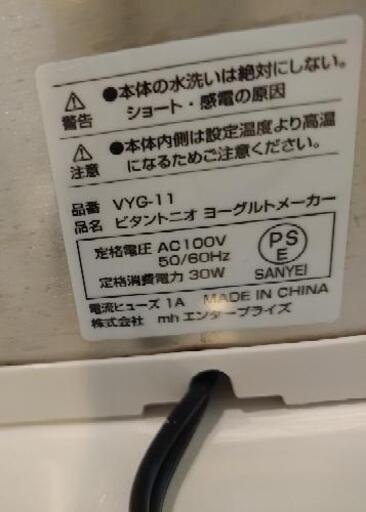 警告
●本体の水洗いは絶対にしない。
ショート・感電の原因
注意
●本体内側は設定温度より高温
になるためご注意ください。
品番 VYG-11
品名 ビタントニオ ヨーグルトメーカー
定格電圧 AC100V
50/60Hz
定格消費電力 30W
PS
E
SANYEI
電流ヒューズ 1A MADE IN CHINA
株式会社 mh エンタープライズ